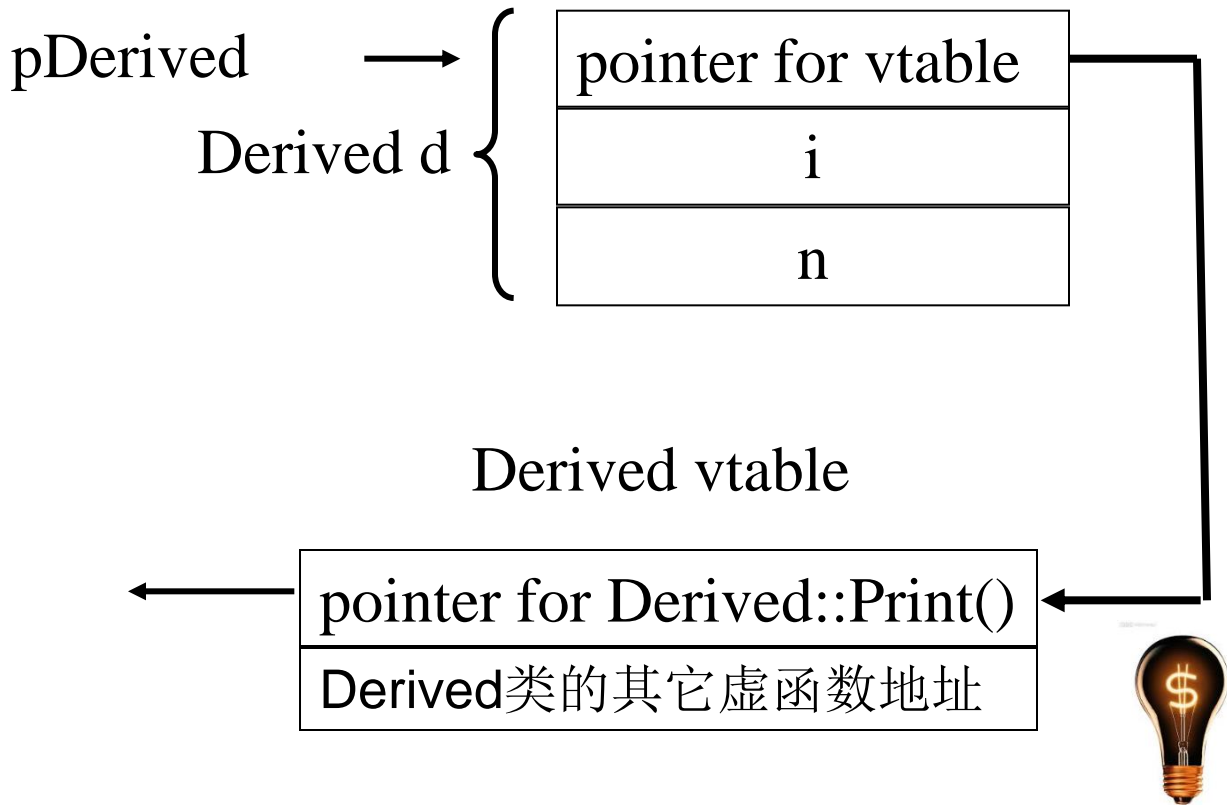 pDerived
pointer for vtable
Derived d
i
n
Derived vtable
pointer for Derived::Print()
Derived类的其它虚函数地址
$